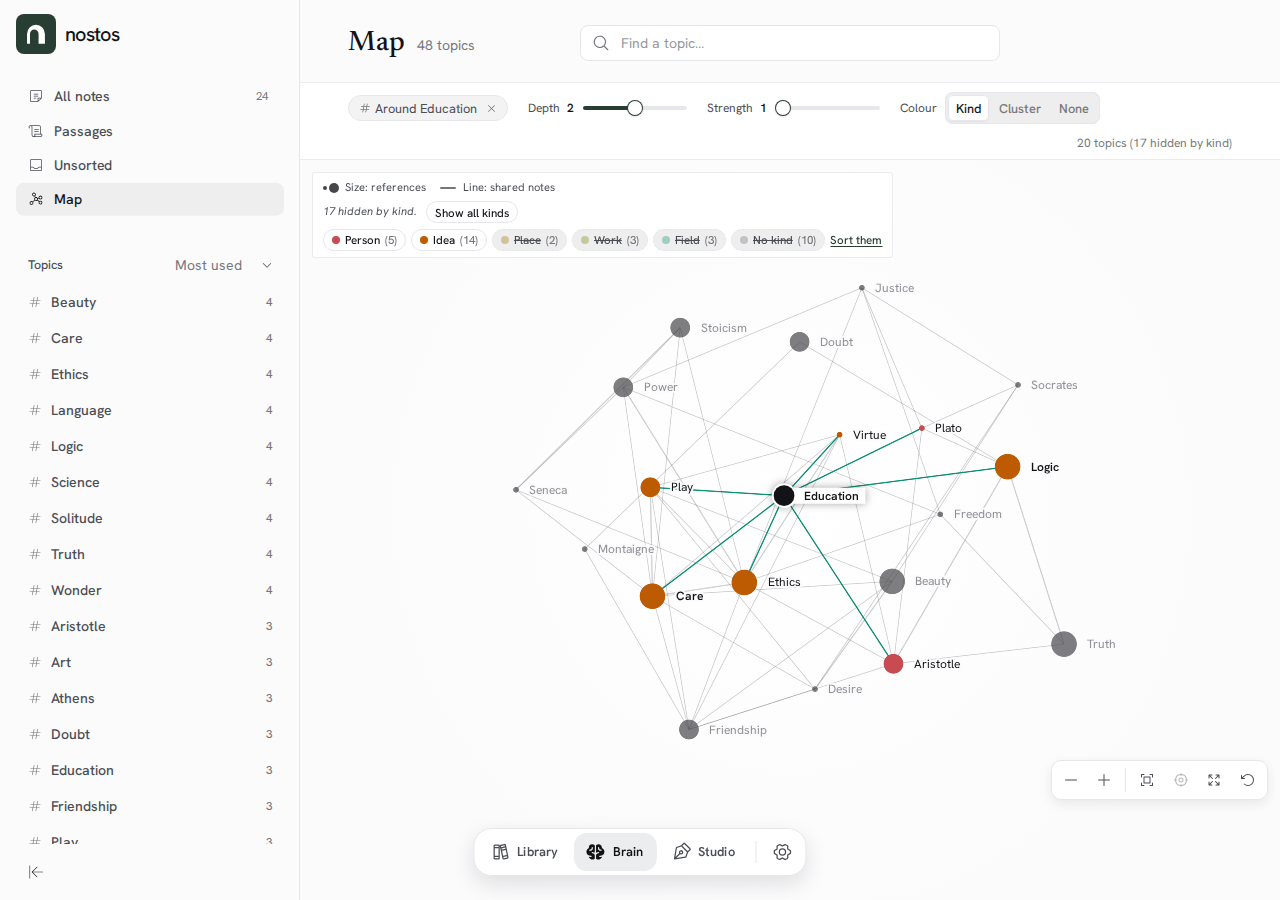 nostos
All notes 24
Passages
Unsorted
Map
Topics Most used
# Beauty 4
# Care 4
# Ethics 4
# Language 4
# Logic 4
# Science 4
# Solitude 4
# Truth 4
# Wonder 4
# Aristotle 3
# Art 3
# Athens 3
# Doubt 3
# Education 3
# Friendship 3
# Play 3
Map 48 topics
Find a topic...
# Around Education × Depth 2 Strength 1 Colour Kind Cluster None
20 topics (17 hidden by kind)
Size: references Line: shared notes
17 hidden by kind. Show all kinds
Person (5) Idea (14) Place (2) Work (3) Field (3) No kind (10) Sort them
Justice
Stoicism
Doubt
Power
Socrates
Virtue
Plato
Logic
Play
Seneca
Education
Freedom
Montaigne
Ethics
Beauty
Care
Truth
Aristotle
Desire
Friendship
Library Brain Studio